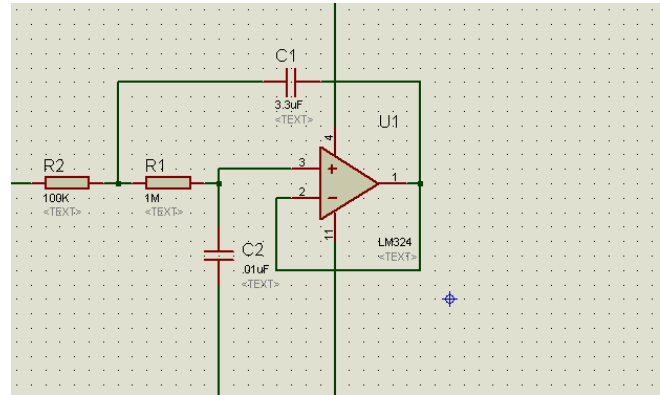 C1
3.3uF
<TEXT>
U1
4
R2
R1
3
1
100K
1M
2
<TEXT>
<TEXT>
11
LM324
C2
<TEXT>
.01uF
<TEXT>